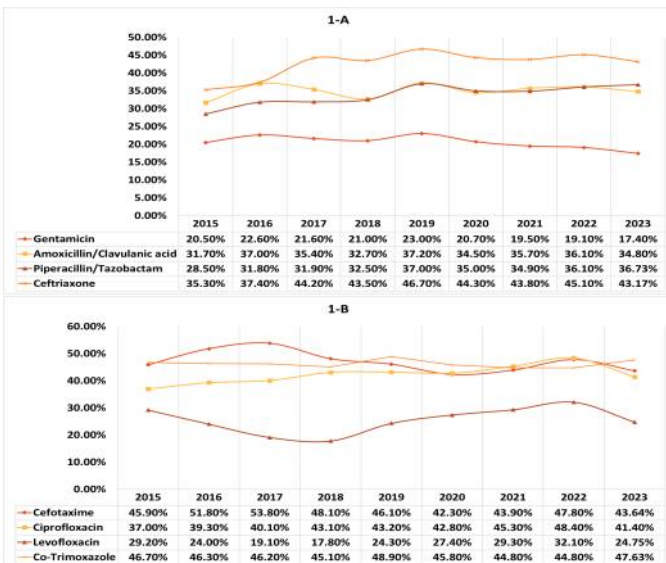 1-A
50.00%
45.00%
40.00%
35.00%
30.00%
25.00%
20.00%
15.00%
10.00%
5.00%
0.00%
2015 2016 2017 2018 2019 2020 2021 2022 2023
Gentamicin 20.50% 22.60% 21.60% 21.00% 23.00% 20.70% 19.50% 19.10% 17.40%
Amoxicillin/Clavulanic acid 31.70% 37.00% 35.40% 32.70% 37.20% 34.50% 35.70% 36.10% 34.80%
Piperacillin/Tazobactam 28.50% 31.80% 31.90% 32.50% 37.00% 35.00% 34.90% 36.10% 36.73%
Ceftriaxone 35.30% 37.40% 44.20% 43.50% 46.70% 44.30% 43.80% 45.10% 43.17%
1-B
60.00%
50.00%
40.00%
30.00%
20.00%
10.00%
0.00%
2015 2016 2017 2018 2019 2020 2021 2022 2023
Cefotaxime 45.90% 51.80% 53.80% 48.10% 46.10% 42.30% 43.90% 47.80% 43.64%
Ciprofloxacin 37.00% 39.30% 40.10% 43.10% 43.20% 42.80% 45.30% 48.40% 41.40%
Levofloxacin 29.20% 24.00% 19.10% 17.80% 24.30% 27.40% 29.30% 32.10% 24.75%
Co-Trimoxazole 46.70% 46.30% 46.20% 45.10% 48.90% 45.80% 44.80% 44.80% 47.63%